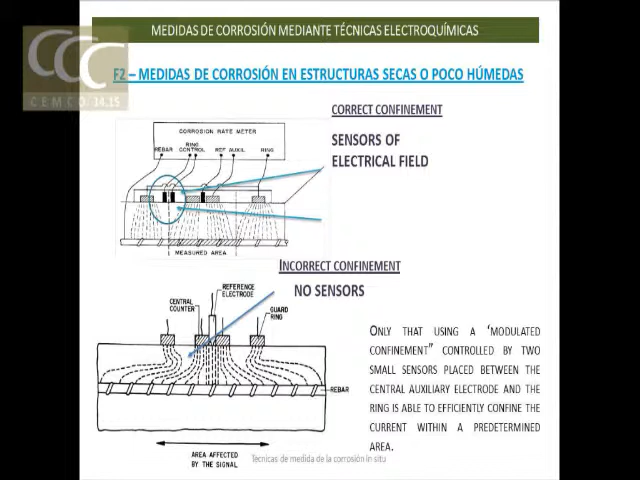 MEDIDAS DE CORROSIÓN MEDIANTE TÉCNICAS ELECTROQUÍMICAS
CCC
CEMCO 14.15
F2 – MEDIDAS DE CORROSIÓN EN ESTRUCTURAS SECAS O POCO HÚMEDAS
CORRECT CONFINEMENT
SENSORS OF
ELECTRICAL FIELD
CORROSION RATE METER
REBAR
RING
CONTROL
REF AUXIL
RING
MEASURED AREA
INCORRECT CONFINEMENT
NO SENSORS
REFERENCE
ELECTRODE
CENTRAL
COUNTER
GUARD
RING
REBAR
AREA AFFECTED
BY THE SIGNAL
ONLY THAT USING A ‘MODULATED
CONFINEMENT” CONTROLLED BY TWO
SMALL SENSORS PLACED BETWEEN THE
CENTRAL AUXILIARY ELECTRODE AND THE
RING IS ABLE TO EFFICIENTLY CONFINE THE
CURRENT WITHIN A PREDETERMINED
AREA.
Técnicas de medida de la corrosión in situ